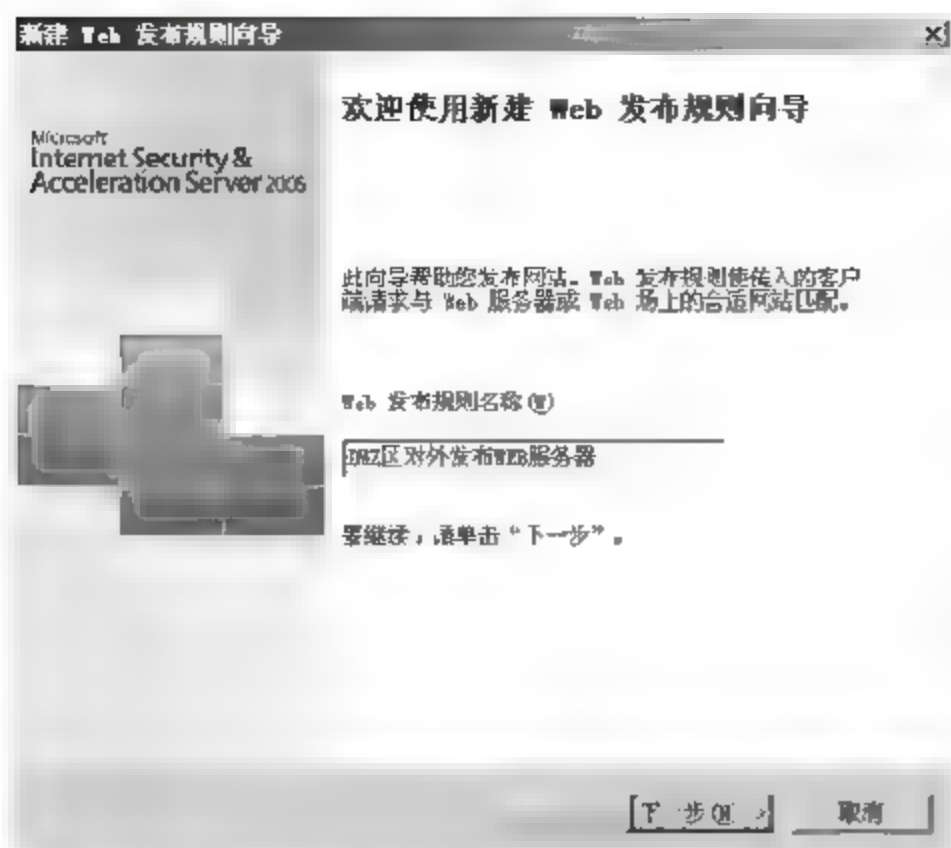 新建 Web 发布规则向导
Microsoft
Internet Security &
Acceleration Server 2006
欢迎使用新建 Web 发布规则向导
此向导帮助您发布网站。Web 发布规则使传入的客户
端请求与 Web 服务器或 Web 场上的合适网站匹配。
Web 发布规则名称(W)
DMZ区对外发布WEB服务器
要继续，请单击“下一步”。
下一步(N) >
取消